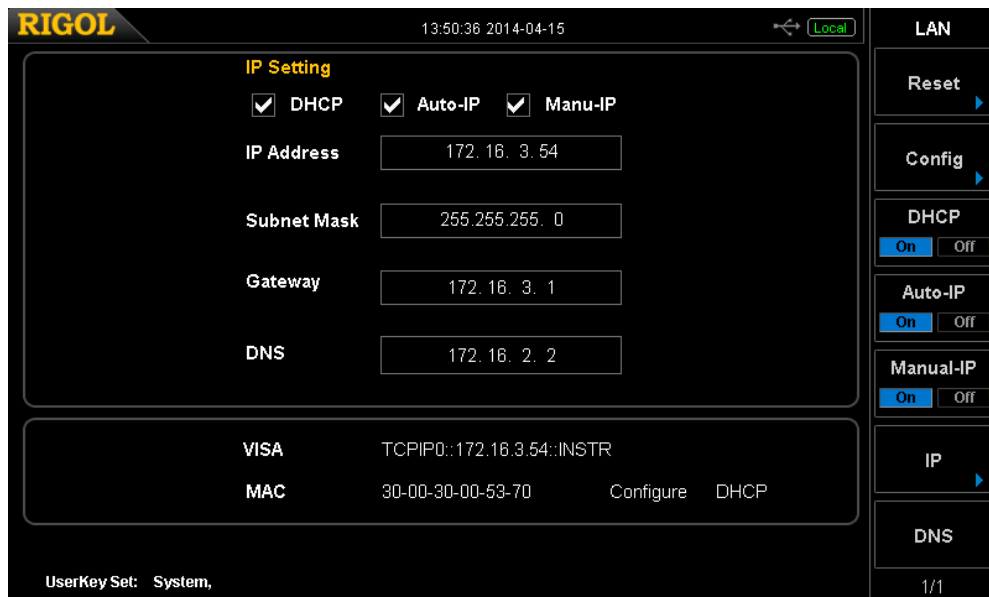 RIGOL 13:50:36 2014-04-15 Local
IP Setting
DHCP Auto-IP Manu-IP
IP Address 172. 16. 3. 54
Subnet Mask 255.255.255. 0
Gateway 172. 16. 3. 1
DNS 172. 16. 2. 2
VISA TCPIP0::172.16.3.54::INSTR
MAC 30-00-30-00-53-70 Configure DHCP
UserKey Set: System,
LAN
Reset
Config
DHCP
On Off
Auto-IP
On Off
Manual-IP
On Off
IP
DNS
1/1